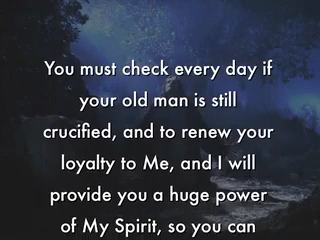 You must check every day if
your old man is still
crucified, and to renew your
loyalty to Me, and I will
provide you a huge power
of My Spirit, so you can